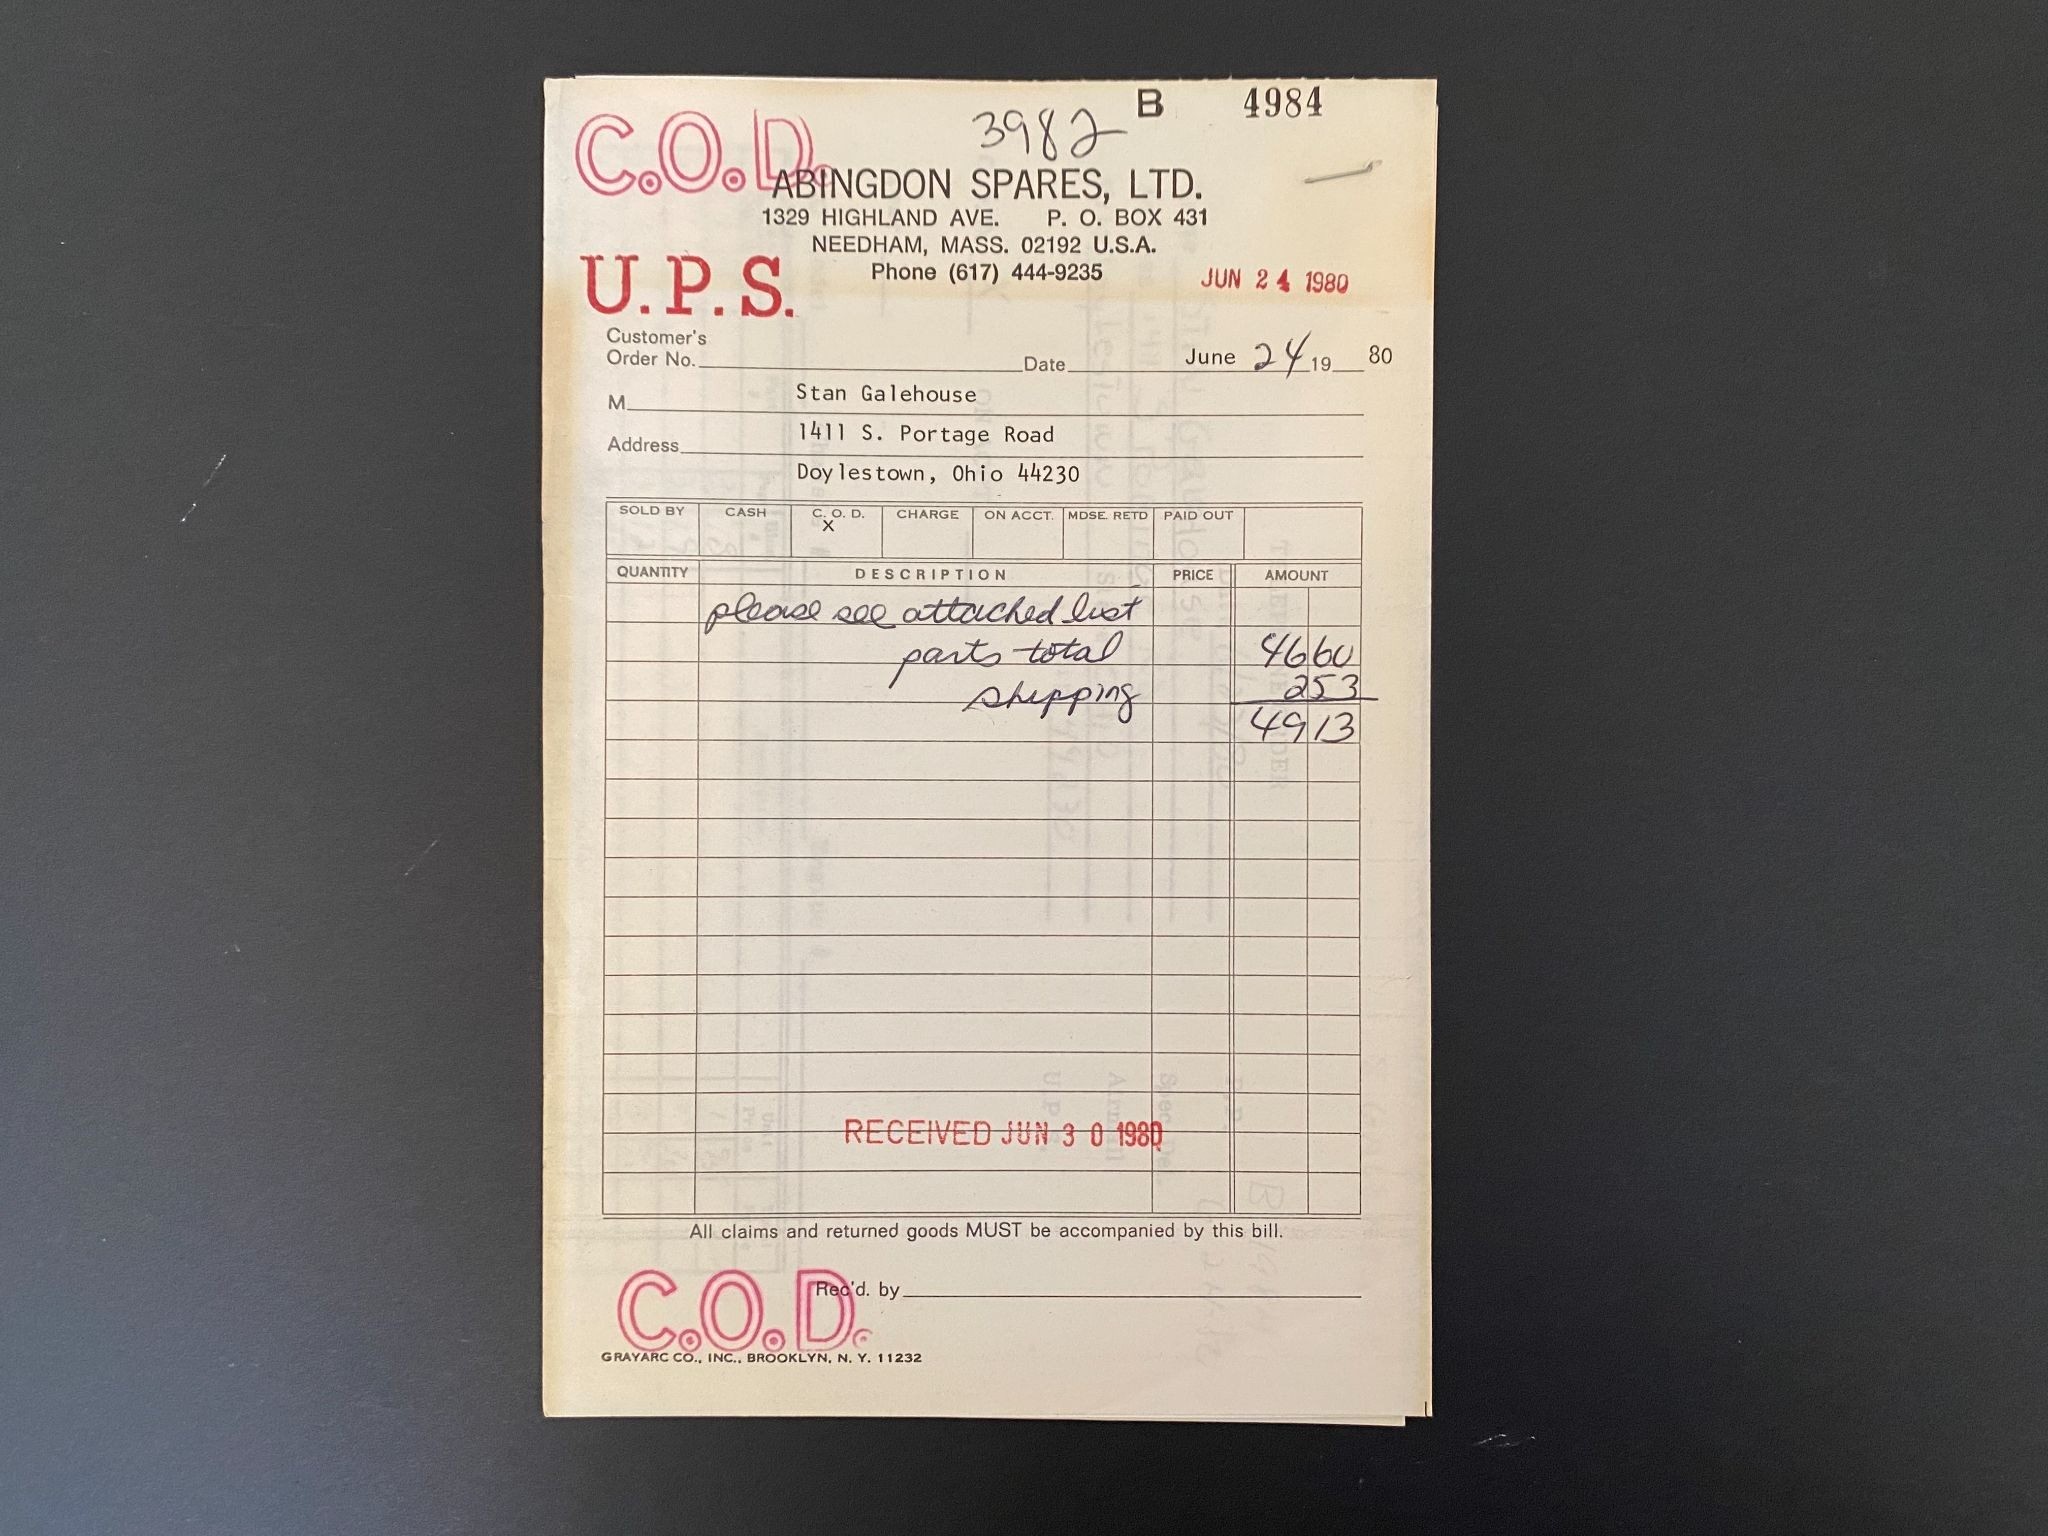 C.O.D.
3982
B 4984
ABINGDON SPARES, LTD.
1329 HIGHLAND AVE. P. O. BOX 431
NEEDHAM, MASS. 02192 U.S.A.
Phone (617) 444-9235
U.P.S.
JUN 24 1980
Customer's
Order No. Date June 24 19 80
M Stan Galehouse
Address 1411 S. Portage Road
Doylestown, Ohio 44230
SOLD BY CASH C. O. D. CHARGE ON ACCT. MDSE. RETD PAID OUT
X
QUANTITY DESCRIPTION PRICE AMOUNT
please see attached list
parts total 4660
shipping 253
4913
RECEIVED JUN 30 1980
All claims and returned goods MUST be accompanied by this bill.
Rec'd. by
C.O.D.
GRAYARC CO., INC., BROOKLYN, N. Y. 11232